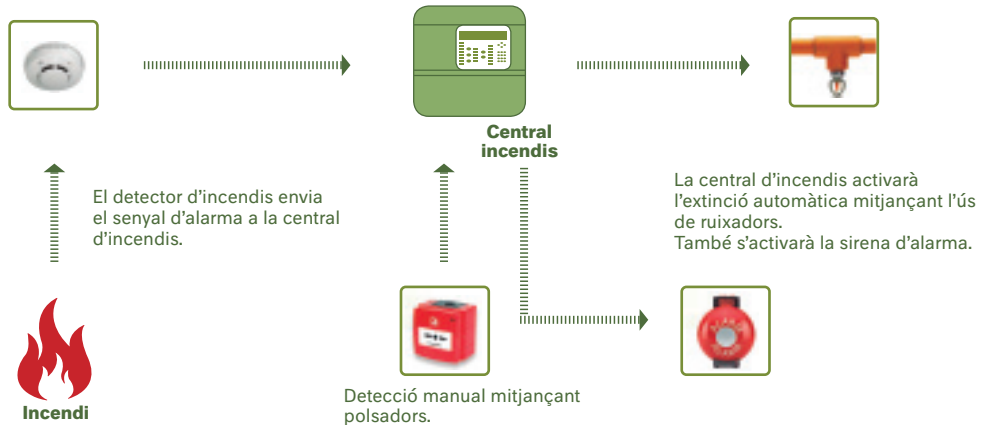 Central
incendis
El detector d'incendis envia
el senyal d'alarma a la central
d'incendis.
La central d'incendis activarà
l'extinció automàtica mitjançant l'ús
de ruixadors.
També s'activarà la sirena d'alarma.
Incendi
Detecció manual mitjançant
polsadors.